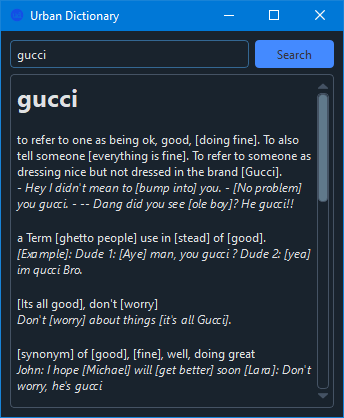 Urban Dictionary
gucci
Search
gucci
to refer to one as being ok, good, [doing fine]. To also
tell someone [everything is fine]. To refer to someone as
dressing nice but not dressed in the brand [Gucci].
- Hey I didn't mean to [bump into] you. - [No problem]
you gucci. - -- Dang did you see [ole boy]? He gucci!!
a Term [ghetto people] use in [stead] of [good].
[Example]: Dude 1: [Aye] man, you gucci ? Dude 2: [yea]
im qucci Bro.
[Its all good], don't [worry]
Don't [worry] about things [it's all Gucci].
[synonym] of [good], [fine], well, doing great
John: I hope [Michael] will [get better] soon [Lara]: Don't
worry, he's gucci